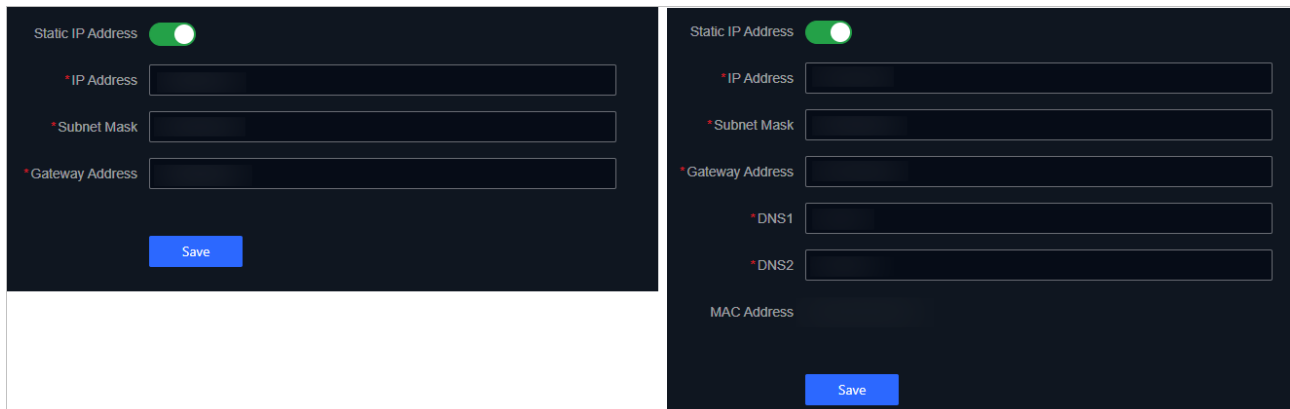 Static IP Address
*IP Address
*Subnet Mask
*Gateway Address
Save
Static IP Address
*IP Address
*Subnet Mask
*Gateway Address
*DNS1
*DNS2
MAC Address
Save